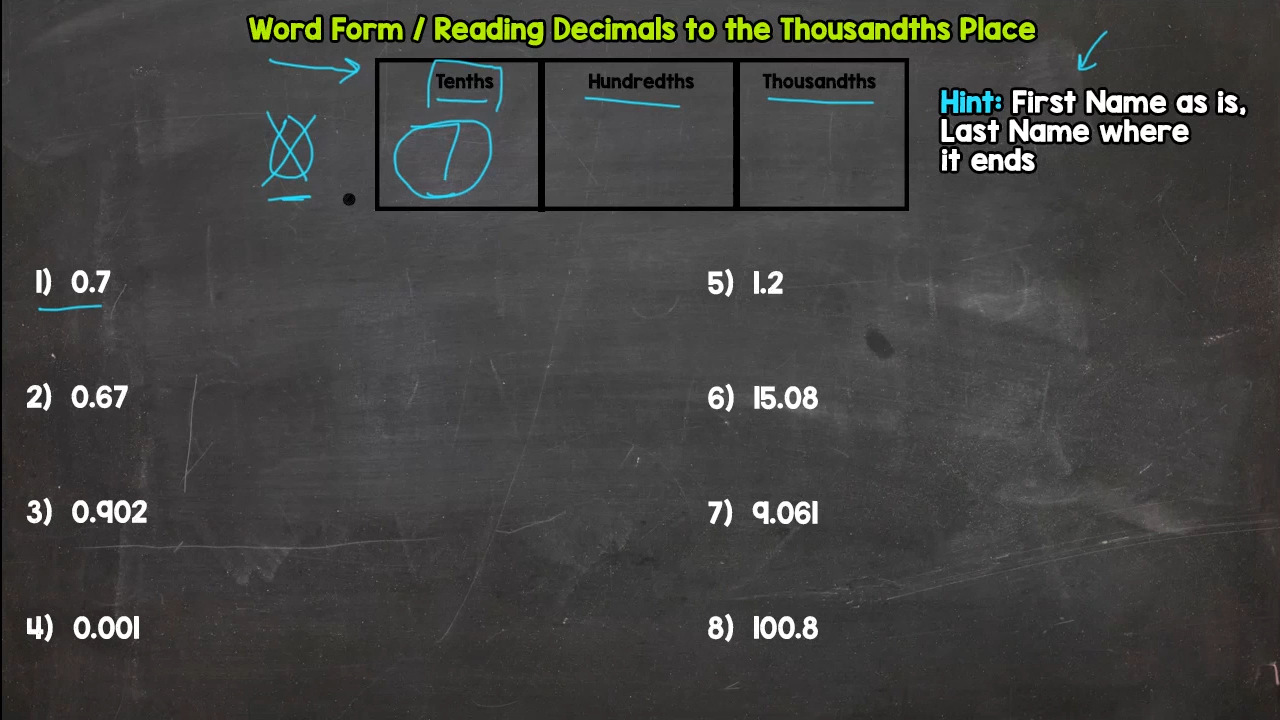 Word Form / Reading Decimals to the Thousandths Place
Tenths Hundredths Thousandths
0 . 7
Hint: First Name as is,
Last Name where
it ends
1) 0.7
2) 0.67
3) 0.902
4) 0.001
5) 1.2
6) 15.08
7) 9.061
8) 100.8